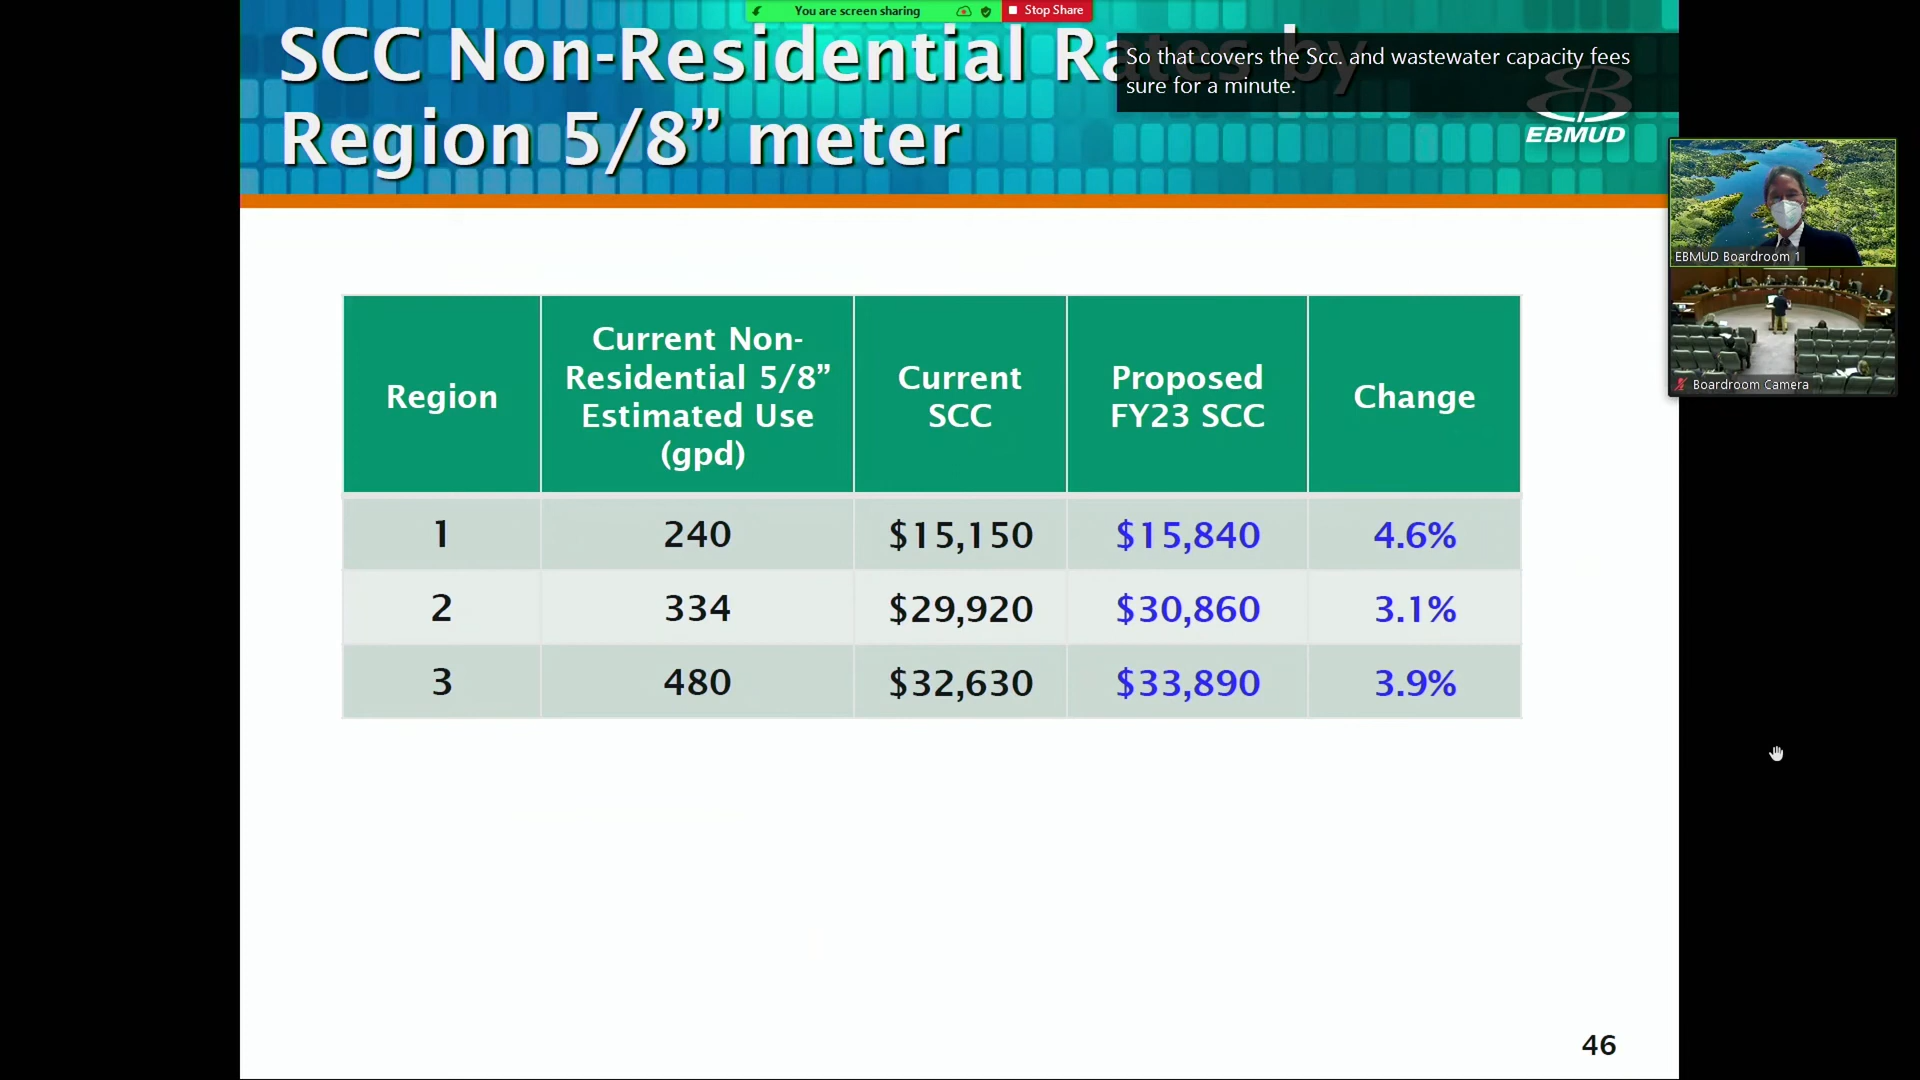 You are screen sharing
Stop Share
SCC Non-Residential Rates by
Region 5/8” meter
So that covers the Scc. and wastewater capacity fees
sure for a minute.
EBMUD
EBMUD Boardroom 1
Boardroom Camera
Region
Current Non-
Residential 5/8”
Estimated Use
(gpd)
Current
SCC
Proposed
FY23 SCC
Change
1 240 $15,150 $15,840 4.6%
2 334 $29,920 $30,860 3.1%
3 480 $32,630 $33,890 3.9%
46